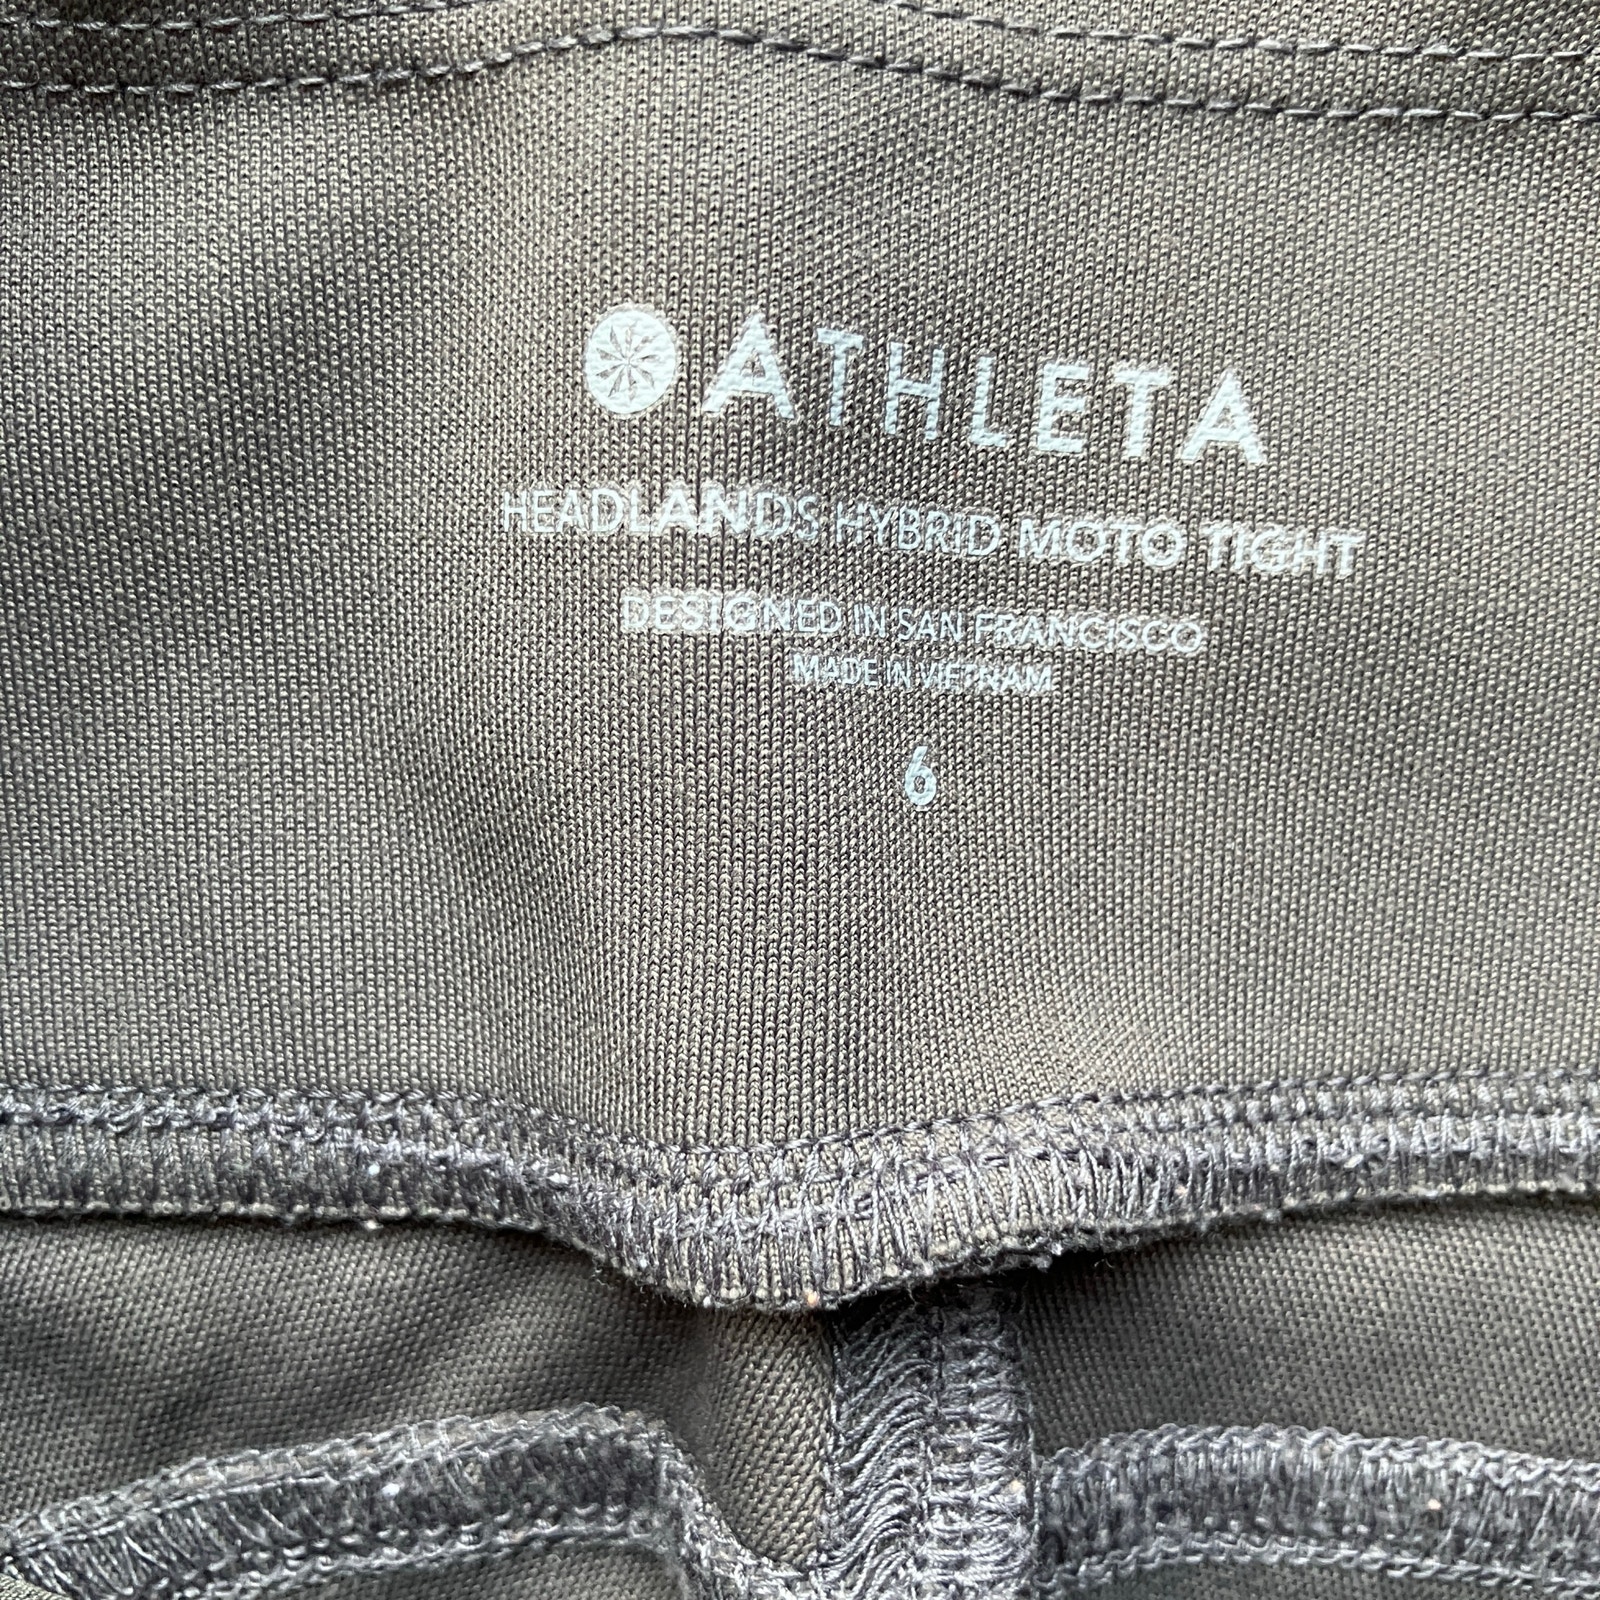 ATHLETA
HEADLANDS HYBRID MOTO TIGHT
DESIGNED IN SAN FRANCISCO
MADE IN VIETNAM
6